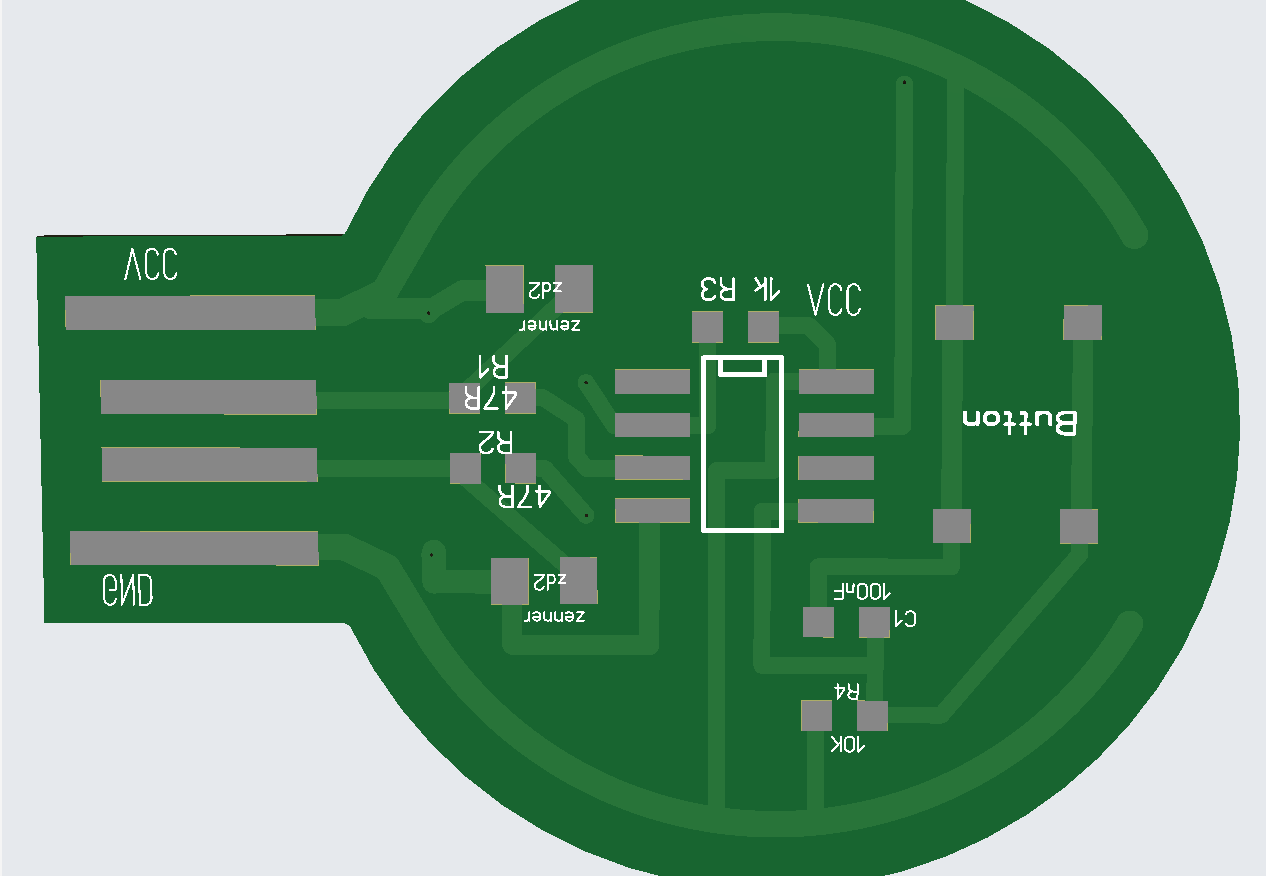 VCC
zd2
zenner
R3 1k
VCC
R1
47R
R2
47R
Button
GND
zd2
zenner
100nF
C1
R4
10K